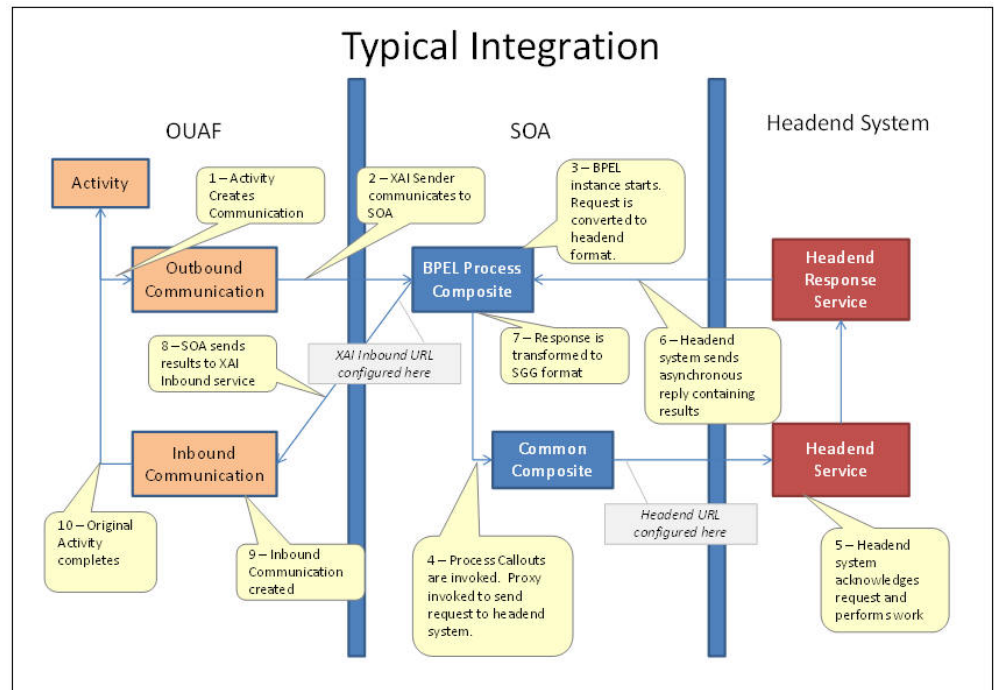 Typical Integration
OUAF
SOA
Headend System
Activity
1 – Activity
Creates
Communication
2 – XAI Sender
communicates to
SOA
3 – BPEL
instance starts.
Request is
converted to
headend
format.
Outbound
Communication
BPEL Process
Composite
Headend
Response
Service
8 – SOA sends
results to XAI
Inbound service
XAI Inbound URL
configured here
7 – Response is
transformed to
SGG format
6 – Headend
system sends
asynchronous
reply containing
results
Inbound
Communication
Common
Composite
Headend
Service
10 – Original
Activity
completes
9 – Inbound
Communication
created
4 – Process Callouts
are invoked. Proxy
invoked to send
request to headend
system.
Headend URL
configured here
5 – Headend
system
acknowledges
request and
performs work